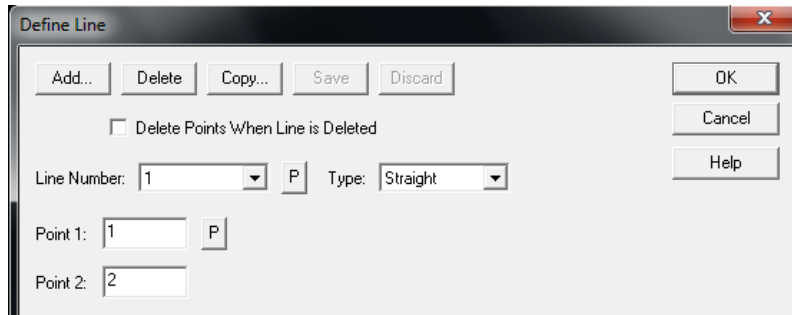 Define Line
Add... Delete Copy... Save Discard OK
Delete Points When Line is Deleted Cancel
Line Number: 1 P Type: Straight Help
Point 1: 1 P
Point 2: 2